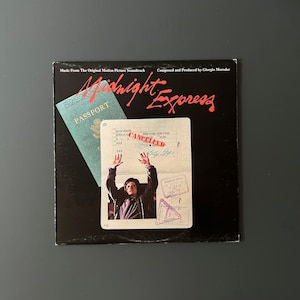 Music From The Original Motion Picture Soundtrack
Composed and Produced by Giorgio Moroder
Midnight
Express
PASSPORT
CANCELLED